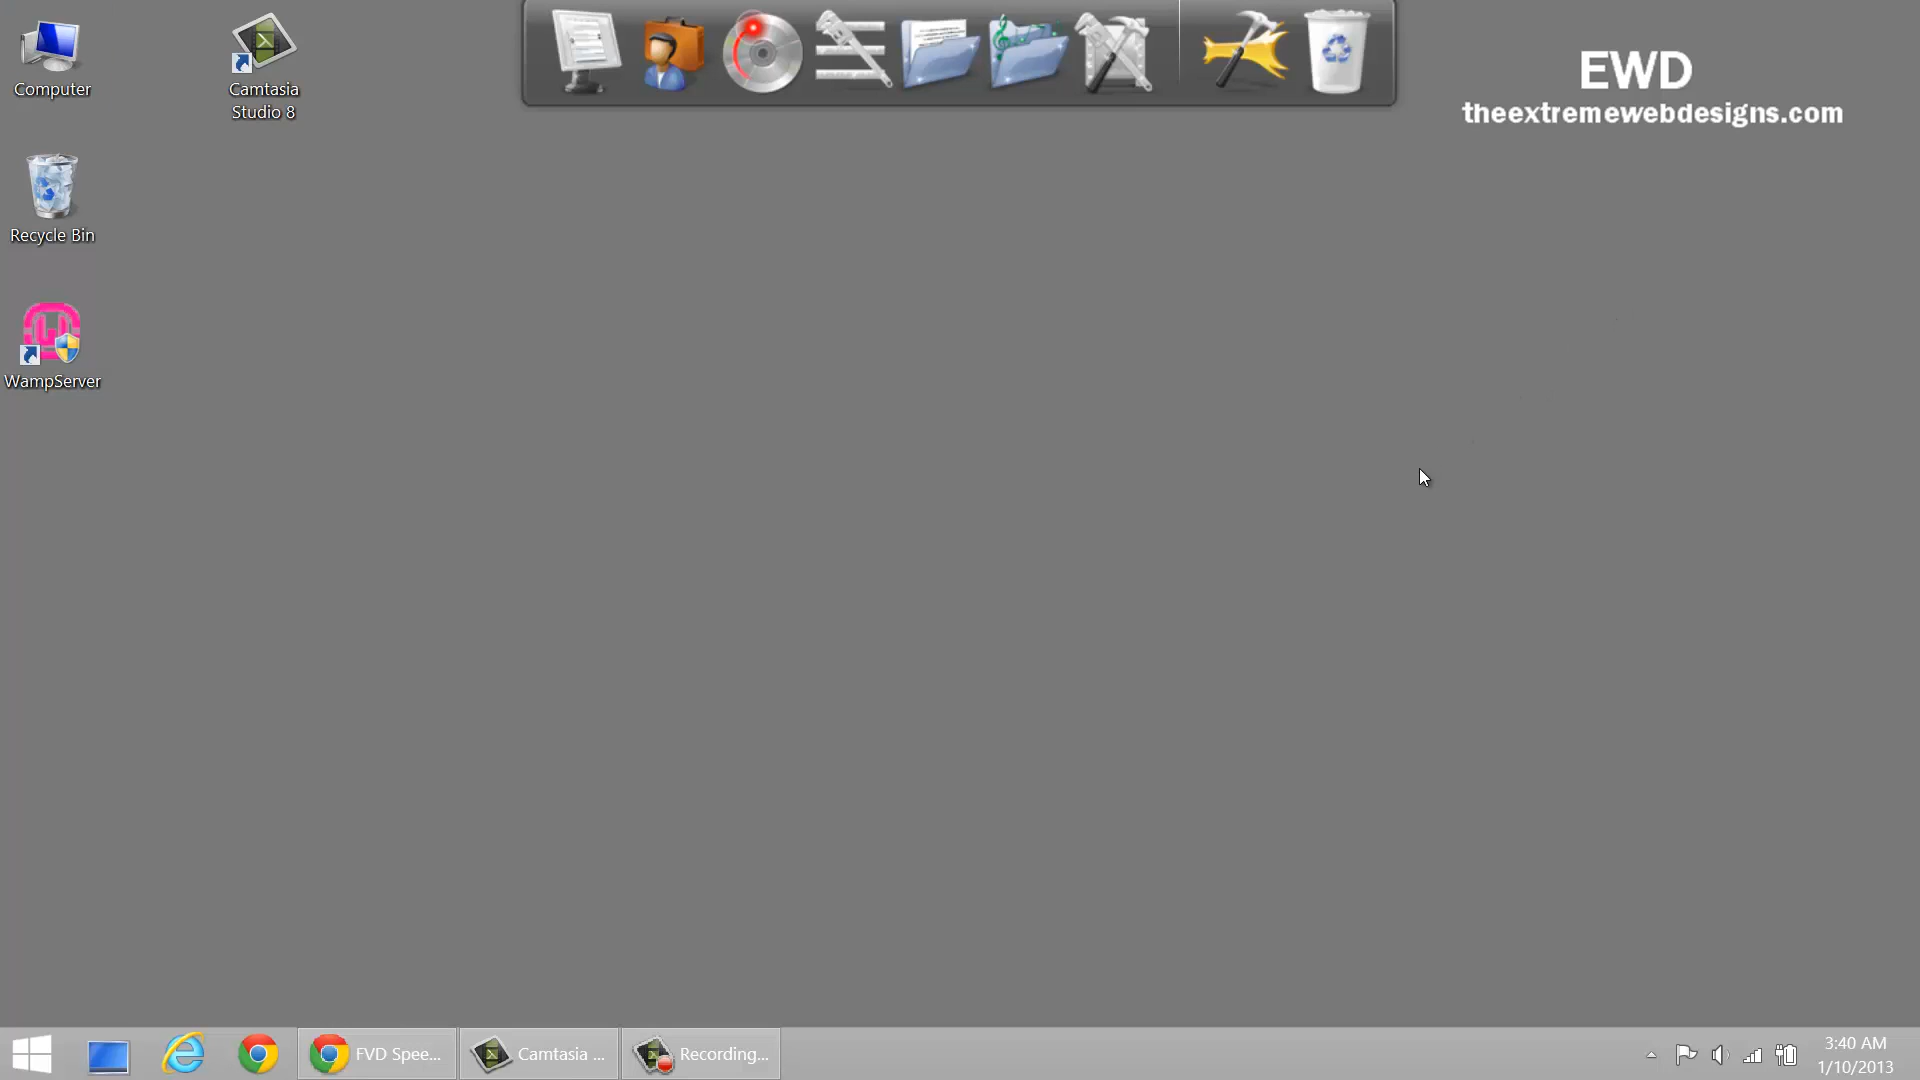 Computer
Camtasia
Studio 8
EWD
theextremewebdesigns.com
Recycle Bin
WampServer
FVD Spee...
Camtasia ...
Recording...
3:40 AM
1/10/2013